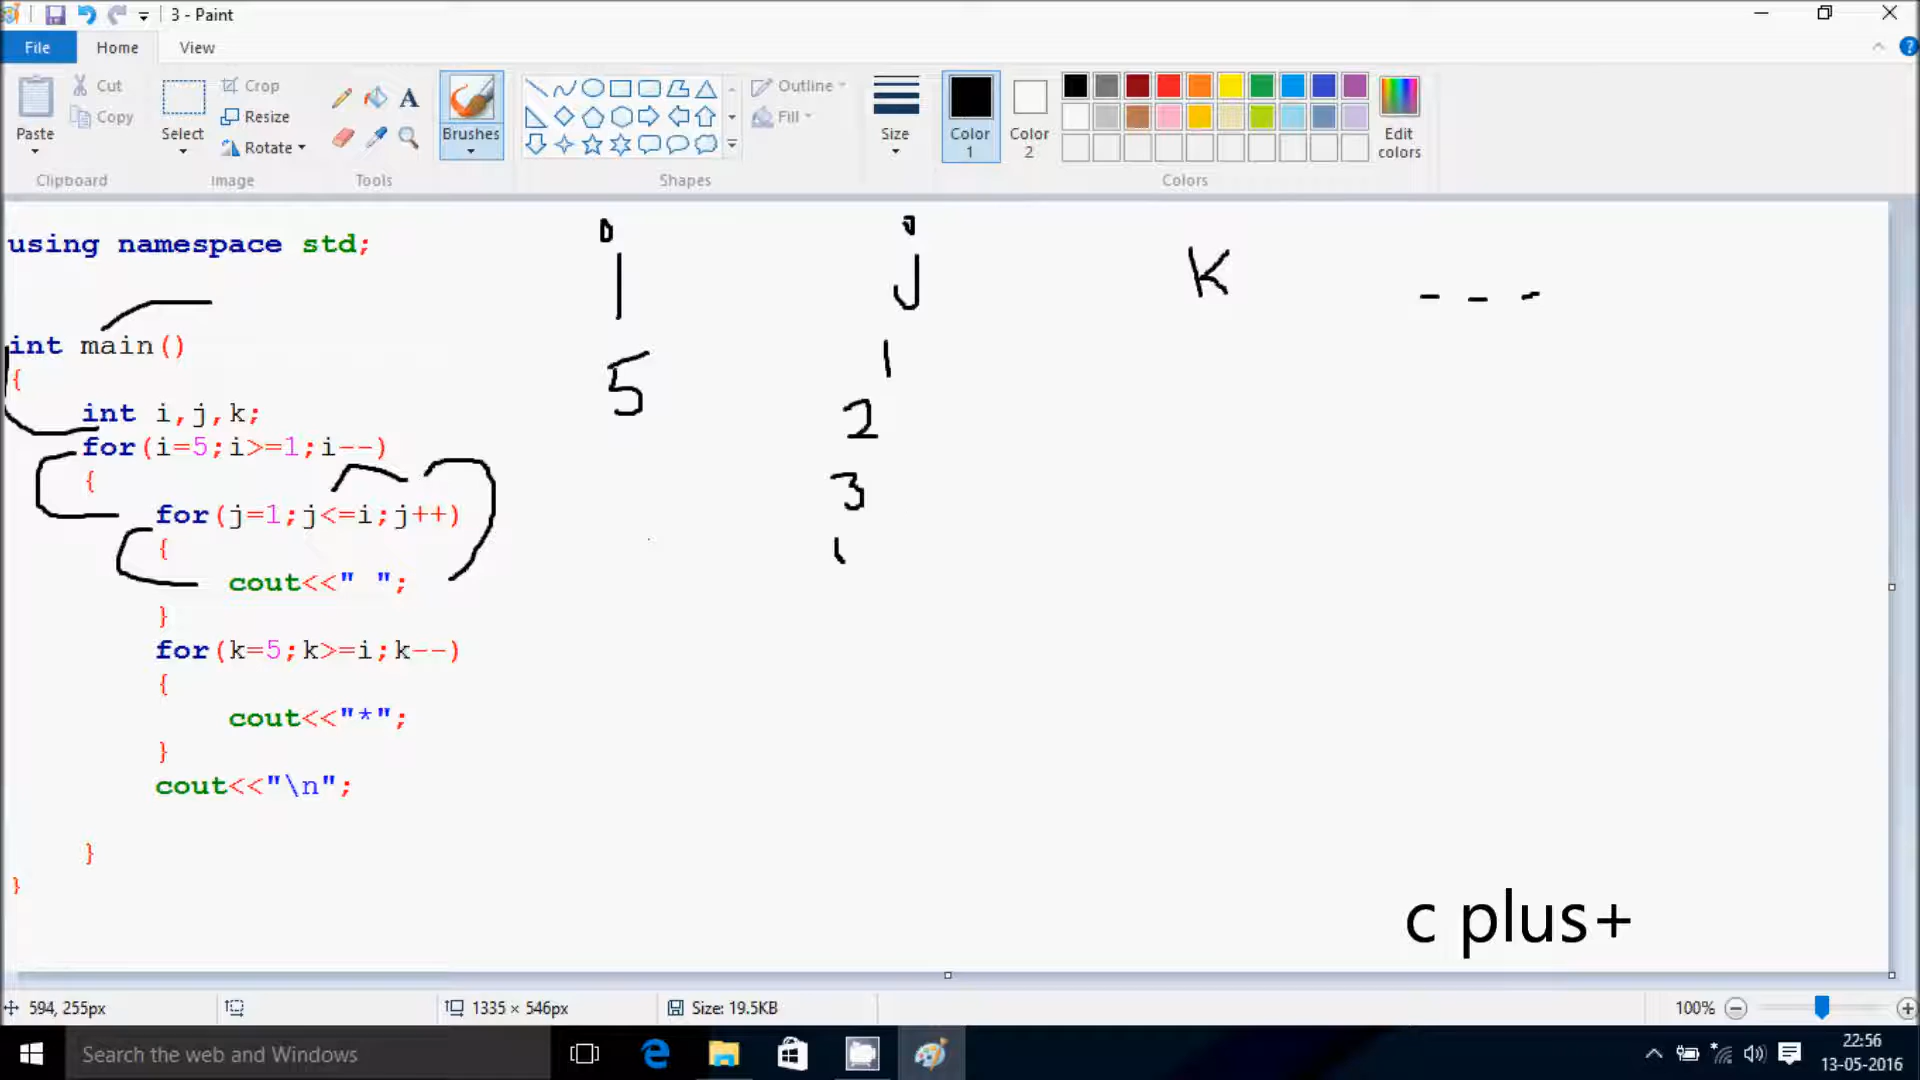 3 - Paint
File Home View
Paste
Cut
Copy
Clipboard
Select
Crop
Resize
Rotate
Image
Tools
Brushes
Shapes
Outline
Fill
Size
Color 1
Color 2
Edit colors
Colors
using namespace std;
int main()
{
int i,j,k;
for(i=5;i>=1;i--)
{
for(j=1;j<=i;j++)
{
cout<<" ";
}
for(k=5;k>=i;k--)
{
cout<<"*";
}
cout<<"\n";
}
}
i j K - - -
5 1
2
3
c plus+
594, 255px
1335 × 546px
Size: 19.5KB
100%
Search the web and Windows
22:56
13-05-2016